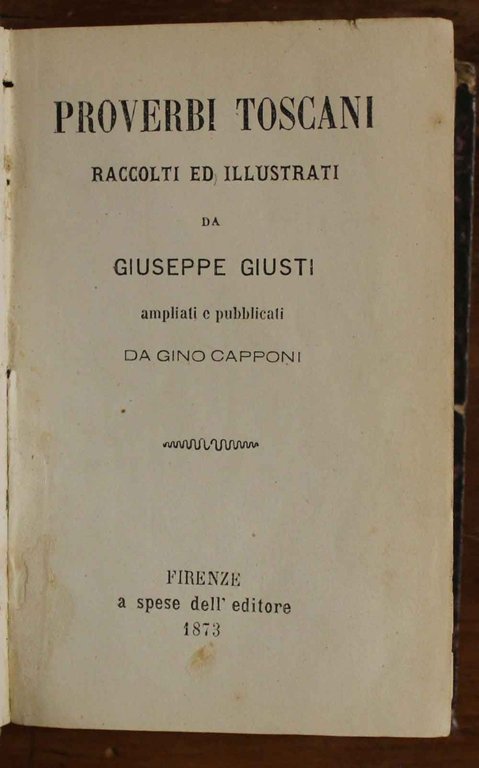 PROVERBI TOSCANI
RACCOLTI ED ILLUSTRATI
DA
GIUSEPPE GIUSTI
ampliati e pubblicati
DA GINO CAPPONI
FIRENZE
a spese dell' editore
1873